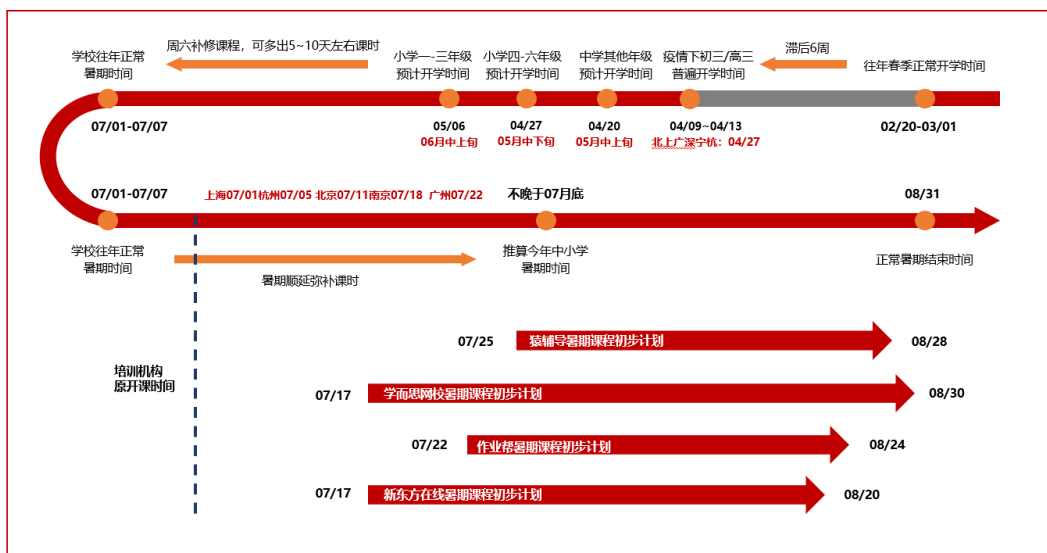 周六补修课程，可多出5~10天左右课时
学校往年正常
暑期时间
小学一-三年级
预计开学时间
小学四-六年级
预计开学时间
中学其他年级
预计开学时间
疫情下初三/高三
普遍开学时间
滞后6周
往年春季正常开学时间
07/01-07/07
05/06
06月中上旬
04/27
05月中下旬
04/20
05月中上旬
04/09~04/13
北上广深宁杭：04/27
02/20-03/01
07/01-07/07
上海07/01杭州07/05 北京07/11南京07/18 广州07/22
不晚于07月底
08/31
学校往年正常
暑期时间
暑期顺延弥补课时
推算今年中小学
暑期时间
正常暑期结束时间
培训机构
原开课时间
07/25
猿辅导暑期课程初步计划
08/28
07/17
学而思网校暑期课程初步计划
08/30
07/22
作业帮暑期课程初步计划
08/24
07/17
新东方在线暑期课程初步计划
08/20